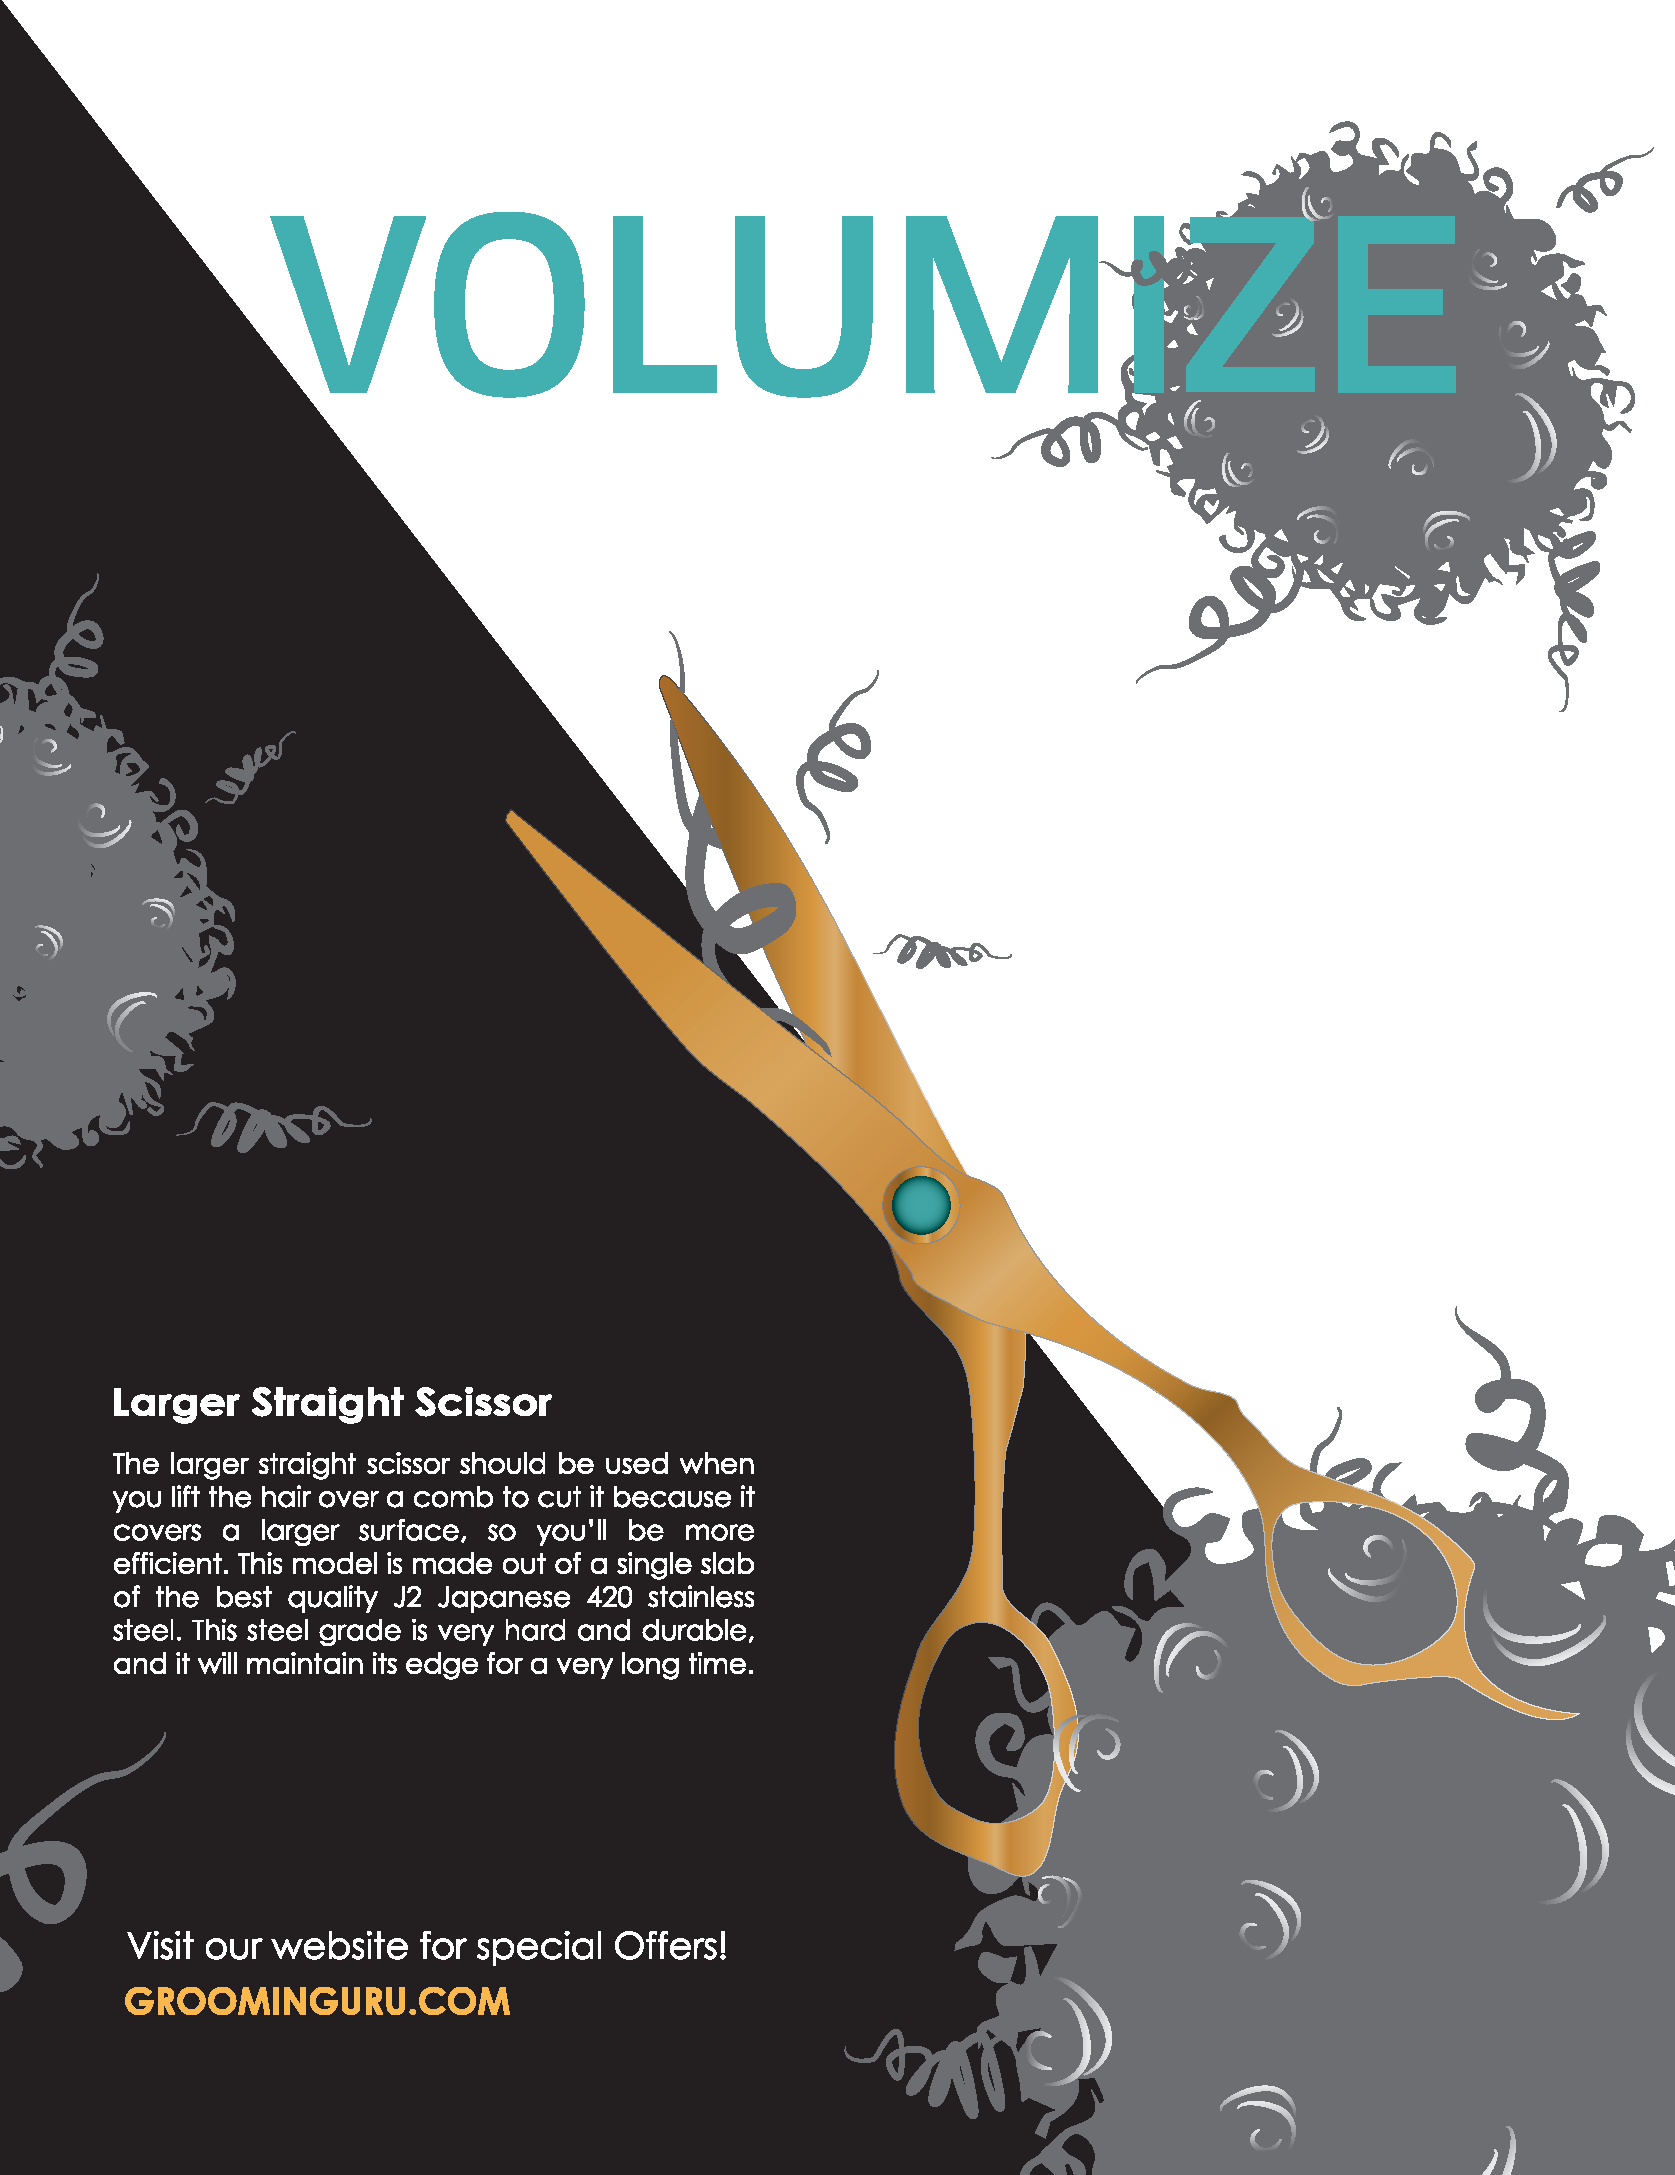 VOLUMIZE
Larger Straight Scissor
The larger straight scissor should be used when
you lift the hair over a comb to cut it because it
covers a larger surface, so you'll be more
efficient. This model is made out of a single slab
of the best quality J2 Japanese 420 stainless
steel. This steel grade is very hard and durable,
and it will maintain its edge for a very long time.
Visit our website for special Offers!
GROOMINGURU.COM